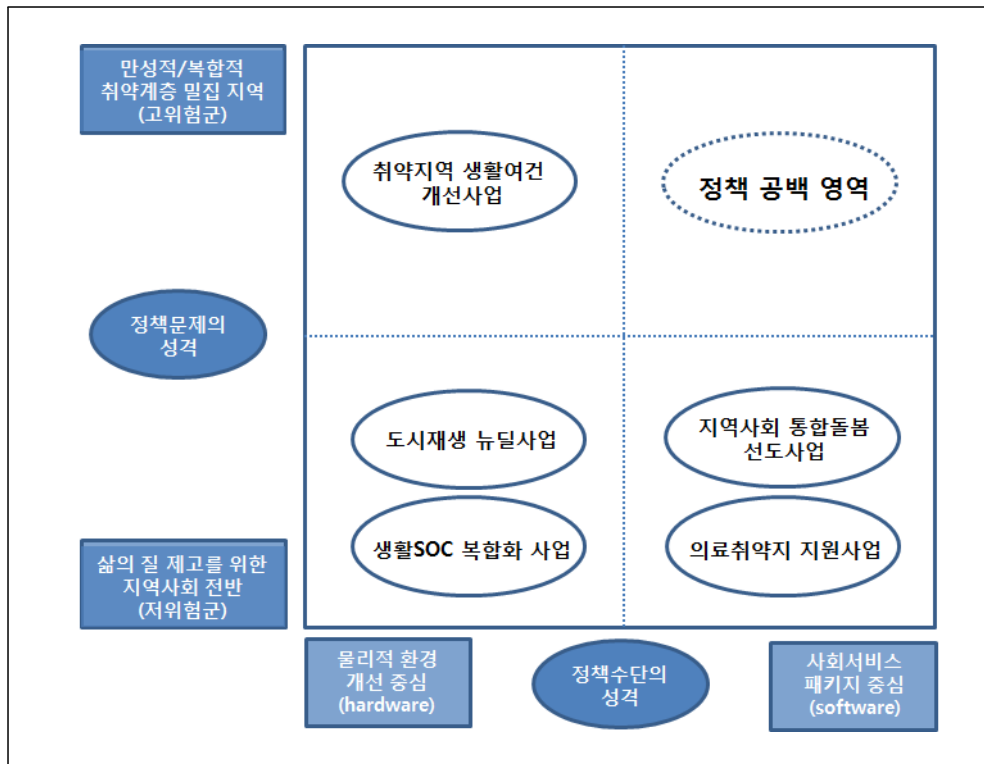 만성적/복합적
취약계층 밀집 지역
(고위험군)
취약지역 생활여건
개선사업
정책 공백 영역
정책문제의
성격
도시재생 뉴딜사업
지역사회 통합돌봄
선도사업
생활SOC 복합화 사업
의료취약지 지원사업
삶의 질 제고를 위한
지역사회 전반
(저위험군)
물리적 환경
개선 중심
(hardware)
정책수단의
성격
사회서비스
패키지 중심
(software)